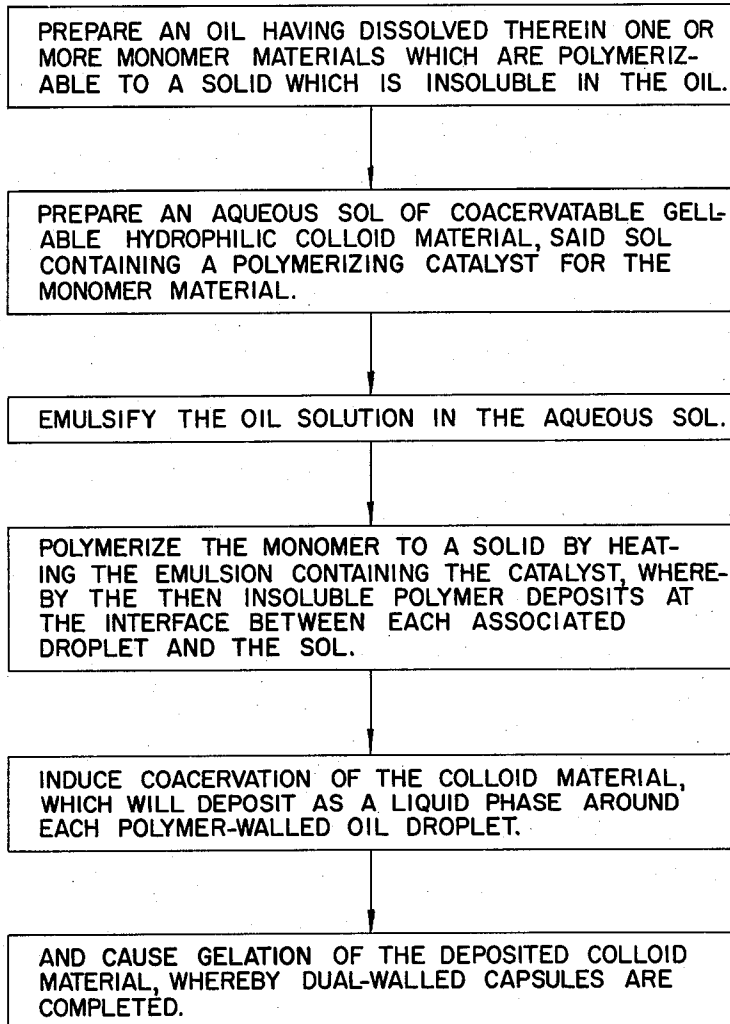 PREPARE AN OIL HAVING DISSOLVED THEREIN ONE OR
MORE MONOMER MATERIALS WHICH ARE POLYMERIZ-
ABLE TO A SOLID WHICH IS INSOLUBLE IN THE OIL.
PREPARE AN AQUEOUS SOL OF COACERVATABLE GELL-
ABLE HYDROPHILIC COLLOID MATERIAL, SAID SOL
CONTAINING A POLYMERIZING CATALYST FOR THE
MONOMER MATERIAL.
EMULSIFY THE OIL SOLUTION IN THE AQUEOUS SOL.
POLYMERIZE THE MONOMER TO A SOLID BY HEAT-
ING THE EMULSION CONTAINING THE CATALYST, WHERE-
BY THE THEN INSOLUBLE POLYMER DEPOSITS AT
THE INTERFACE BETWEEN EACH ASSOCIATED
DROPLET AND THE SOL.
INDUCE COACERVATION OF THE COLLOID MATERIAL,
WHICH WILL DEPOSIT AS A LIQUID PHASE AROUND
EACH POLYMER-WALLED OIL DROPLET.
AND CAUSE GELATION OF THE DEPOSITED COLLOID
MATERIAL, WHEREBY DUAL-WALLED CAPSULES ARE
COMPLETED.